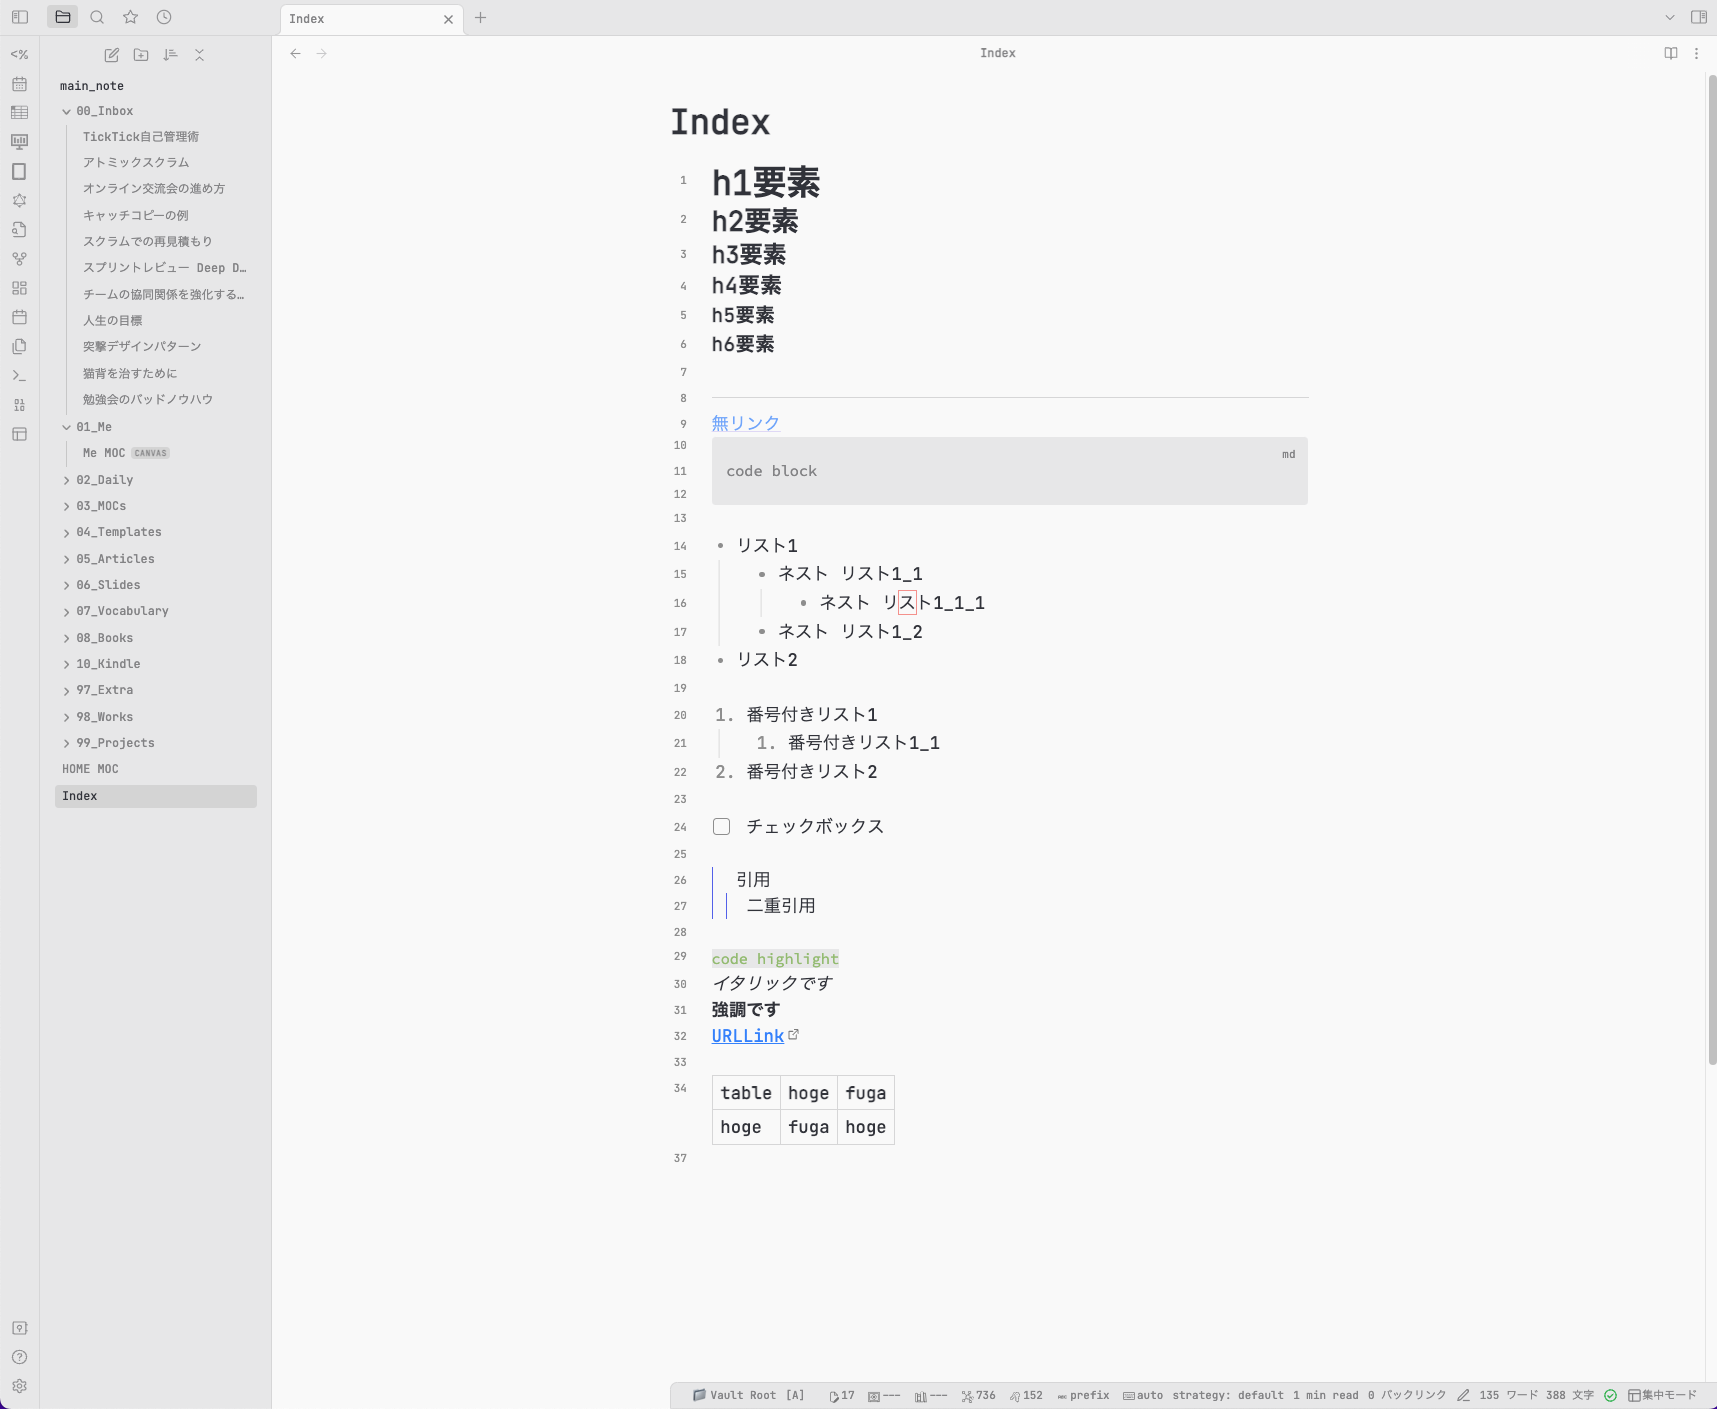 Index
<%
main_note
00_Inbox
TickTick自己管理術
アトミックスクラム
オンライン交流会の進め方
キャッチコピーの例
スクラムでの再見積もり
スプリントレビュー Deep D…
チームの協同関係を強化する…
人生の目標
突撃デザインパターン
猫背を治すために
勉強会のバッドノウハウ
01_Me
Me MOC CANVAS
02_Daily
03_MOCs
04_Templates
05_Articles
06_Slides
07_Vocabulary
08_Books
10_Kindle
97_Extra
98_Works
99_Projects
HOME MOC
Index
Index
Index
1 h1要素
2 h2要素
3 h3要素
4 h4要素
5 h5要素
6 h6要素
7
8
9 無リンク
10 md
11 code block
12
13
14 リスト1
15 ネスト リスト1_1
16 ネスト リスト1_1_1
17 ネスト リスト1_2
18 リスト2
19
20 1. 番号付きリスト1
21 1. 番号付きリスト1_1
22 2. 番号付きリスト2
23
24 チェックボックス
25
26 引用
27 二重引用
28
29 code highlight
30 イタリックです
31 強調です
32 URLLink
33
34 table hoge fuga
hoge fuga hoge
37
Vault Root [A] 17 --- --- 736 152 prefix auto strategy: default 1 min read 0 バックリンク 135 ワード 388 文字 集中モード